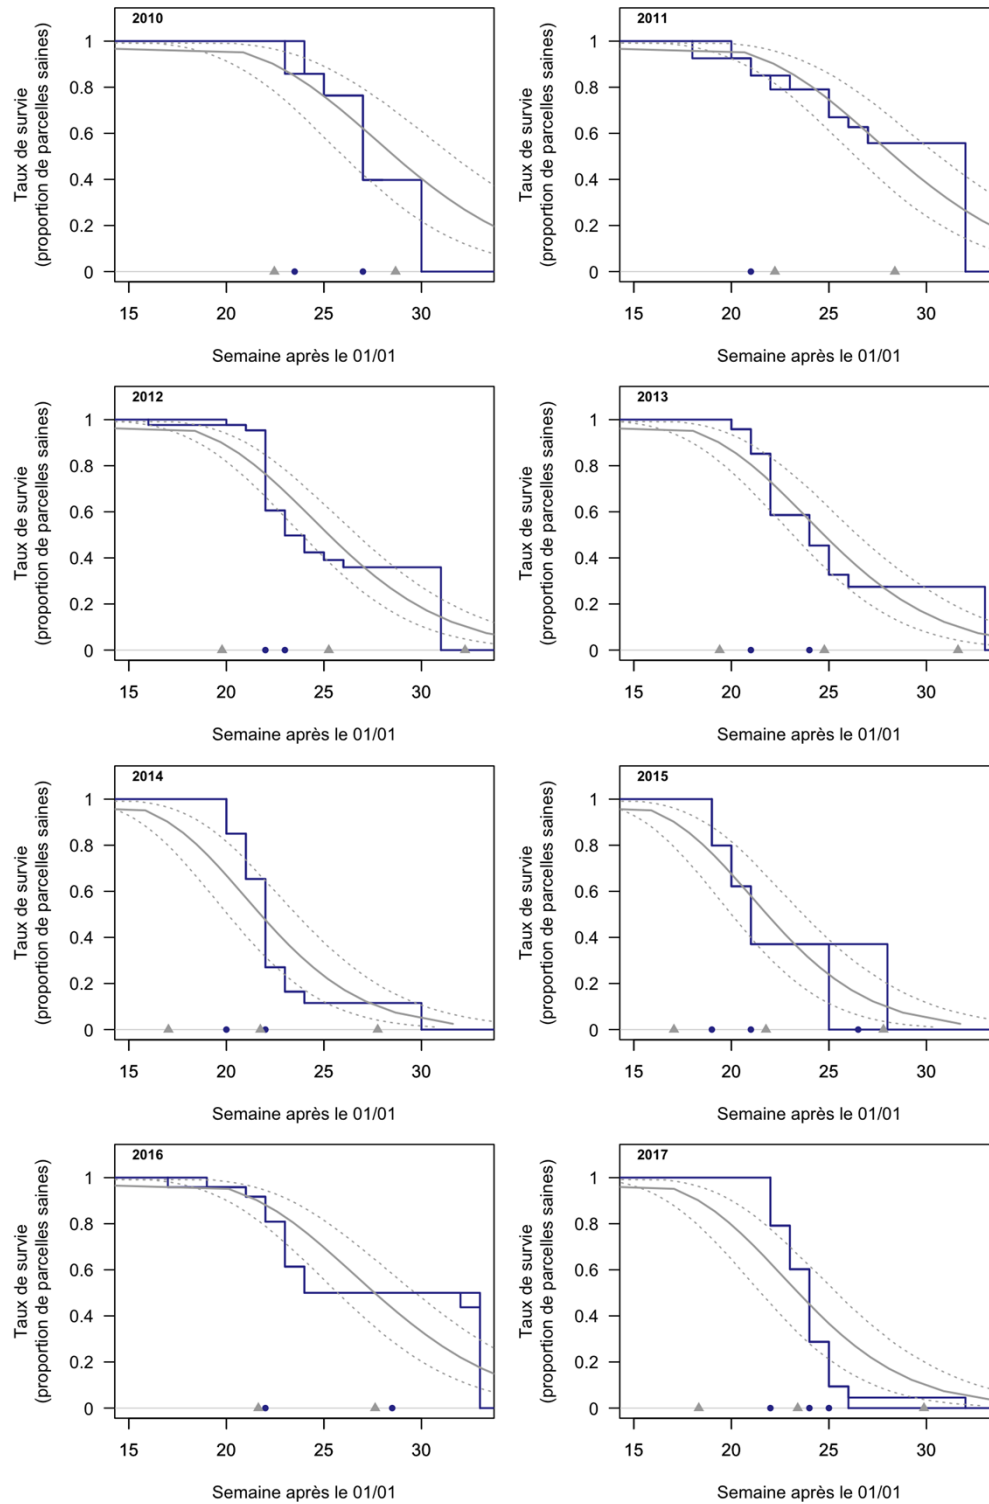 2010
Taux de survie
(proportion de parcelles saines)
1
0.8
0.6
0.4
0.2
0
15 20 25 30
Semaine après le 01/01
2011
Taux de survie
(proportion de parcelles saines)
1
0.8
0.6
0.4
0.2
0
15 20 25 30
Semaine après le 01/01
2012
Taux de survie
(proportion de parcelles saines)
1
0.8
0.6
0.4
0.2
0
15 20 25 30
Semaine après le 01/01
2013
Taux de survie
(proportion de parcelles saines)
1
0.8
0.6
0.4
0.2
0
15 20 25 30
Semaine après le 01/01
2014
Taux de survie
(proportion de parcelles saines)
1
0.8
0.6
0.4
0.2
0
15 20 25 30
Semaine après le 01/01
2015
Taux de survie
(proportion de parcelles saines)
1
0.8
0.6
0.4
0.2
0
15 20 25 30
Semaine après le 01/01
2016
Taux de survie
(proportion de parcelles saines)
1
0.8
0.6
0.4
0.2
0
15 20 25 30
Semaine après le 01/01
2017
Taux de survie
(proportion de parcelles saines)
1
0.8
0.6
0.4
0.2
0
15 20 25 30
Semaine après le 01/01